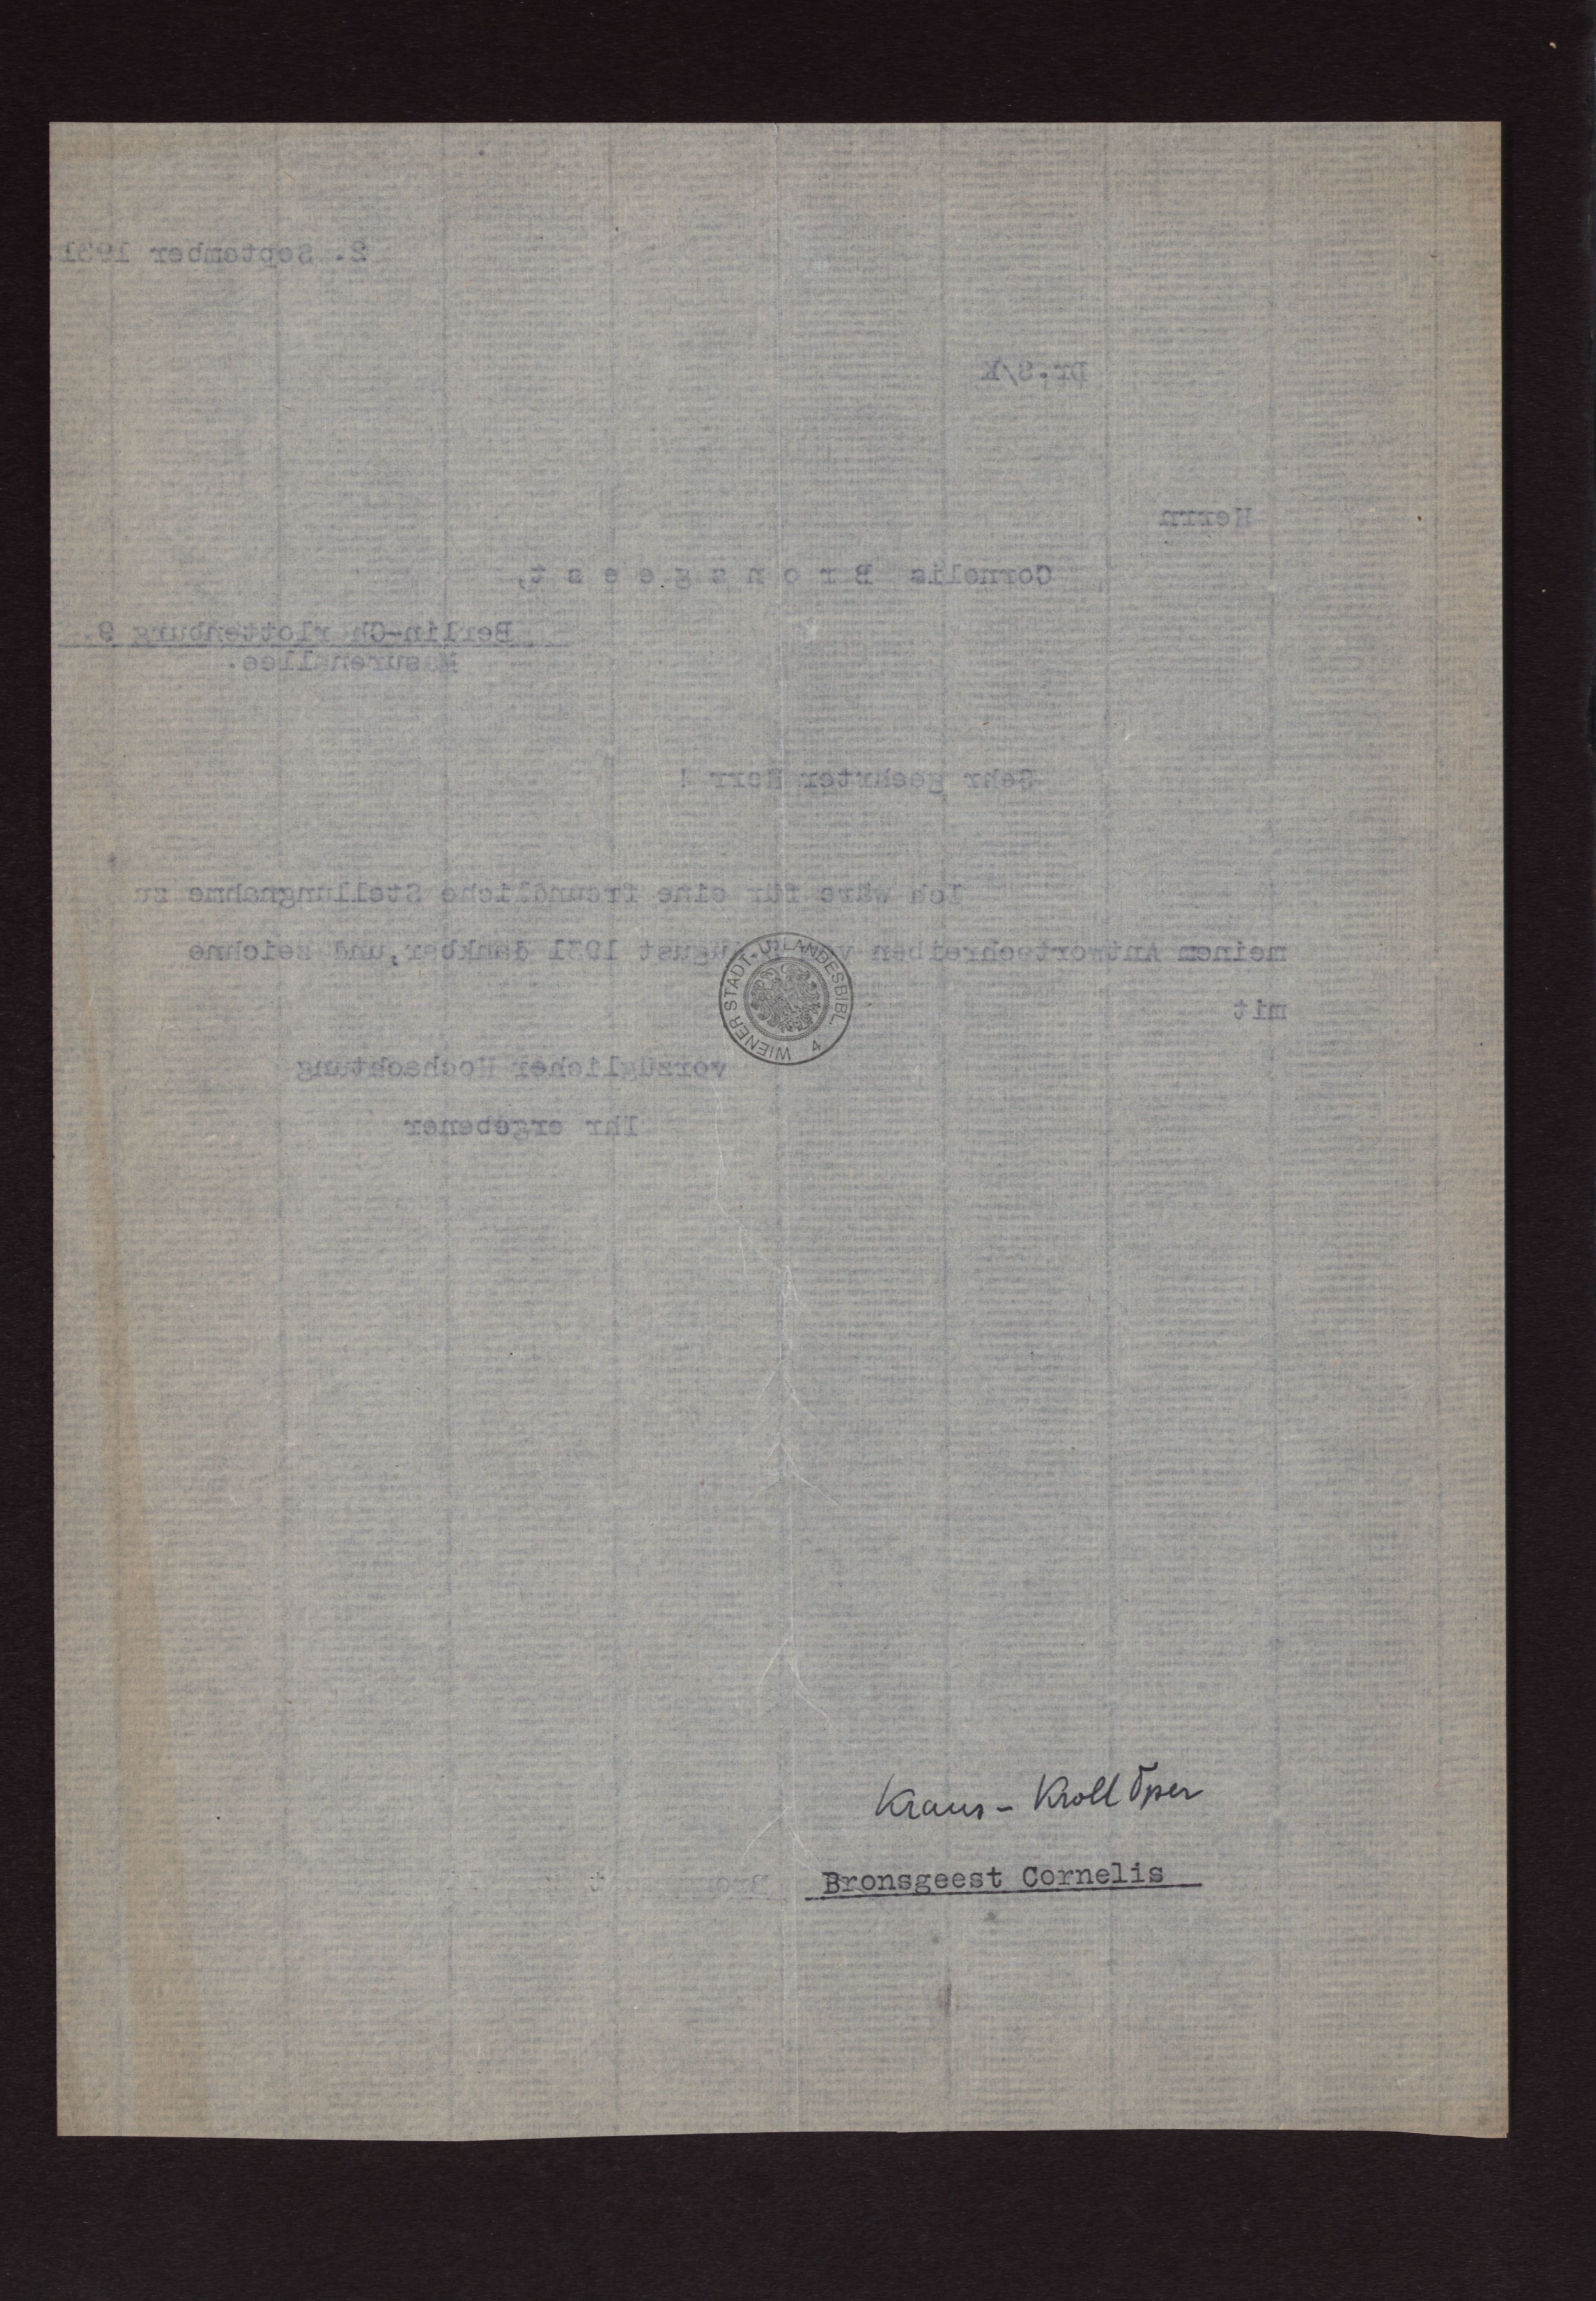 2. September 1931.
Dr.S/K
Herrn
Cornelis B r o n s g e e s t,
Berlin-Charlottenburg 9.
Masurenallee.
Sehr geehrter Herr !
Ich wäre für eine freundliche Stellungnahme zu
meinem Antwortschreiben vom August 1931 dankbar,und zeichne
mit
vorzüglicher Hochachtung
Ihr ergebener
WIENER STADT- U. LANDESBIBL. 4
Kraus - Kroll Oper
Bronsgeest Cornelis